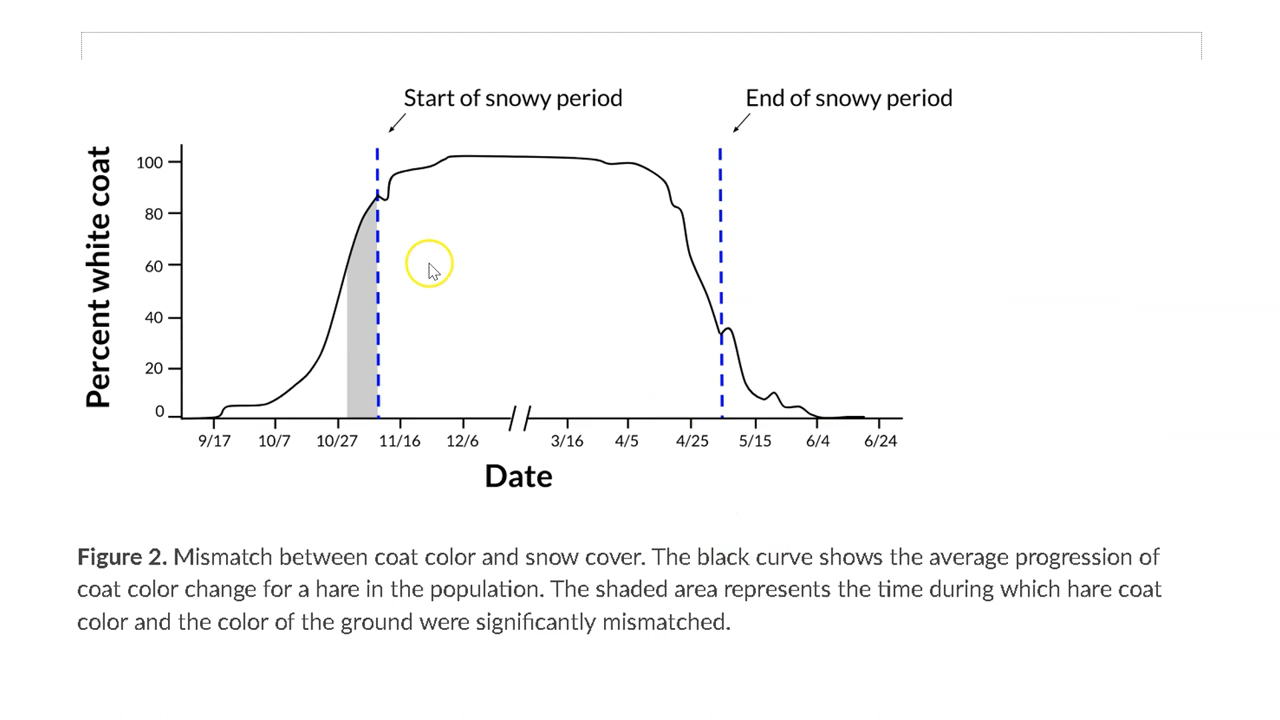 Start of snowy period
End of snowy period
Percent white coat
100
80
60
40
20
0
9/17 10/7 10/27 11/16 12/6 3/16 4/5 4/25 5/15 6/4 6/24
Date
Figure 2. Mismatch between coat color and snow cover. The black curve shows the average progression of
coat color change for a hare in the population. The shaded area represents the time during which hare coat
color and the color of the ground were significantly mismatched.